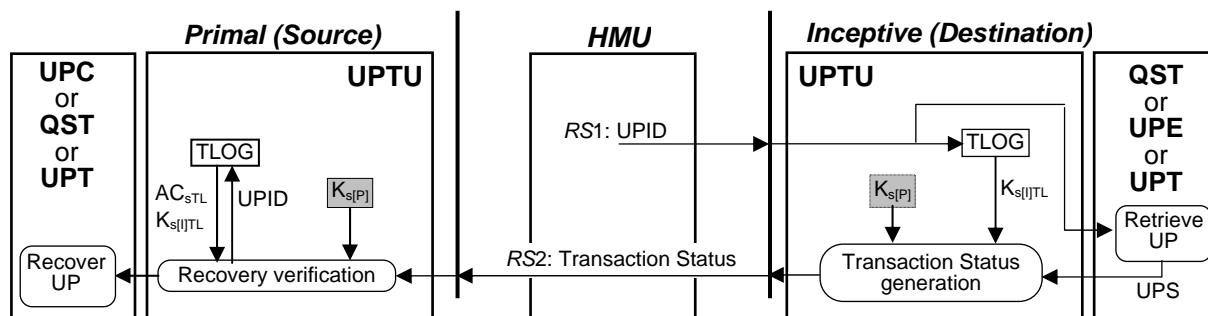 Primal (Source)
HMU
Inceptive (Destination)
UPC
or
QST
or
UPT
UPTU
UPTU
QST
or
UPE
or
UPT
RS1: UPID
TLOG
TLOG
ACsTL
Ks[I]TL
UPID
Ks[P]
Ks[P]
Ks[I]TL
Retrieve
UP
Recover
UP
Recovery verification
RS2: Transaction Status
Transaction Status
generation
UPS